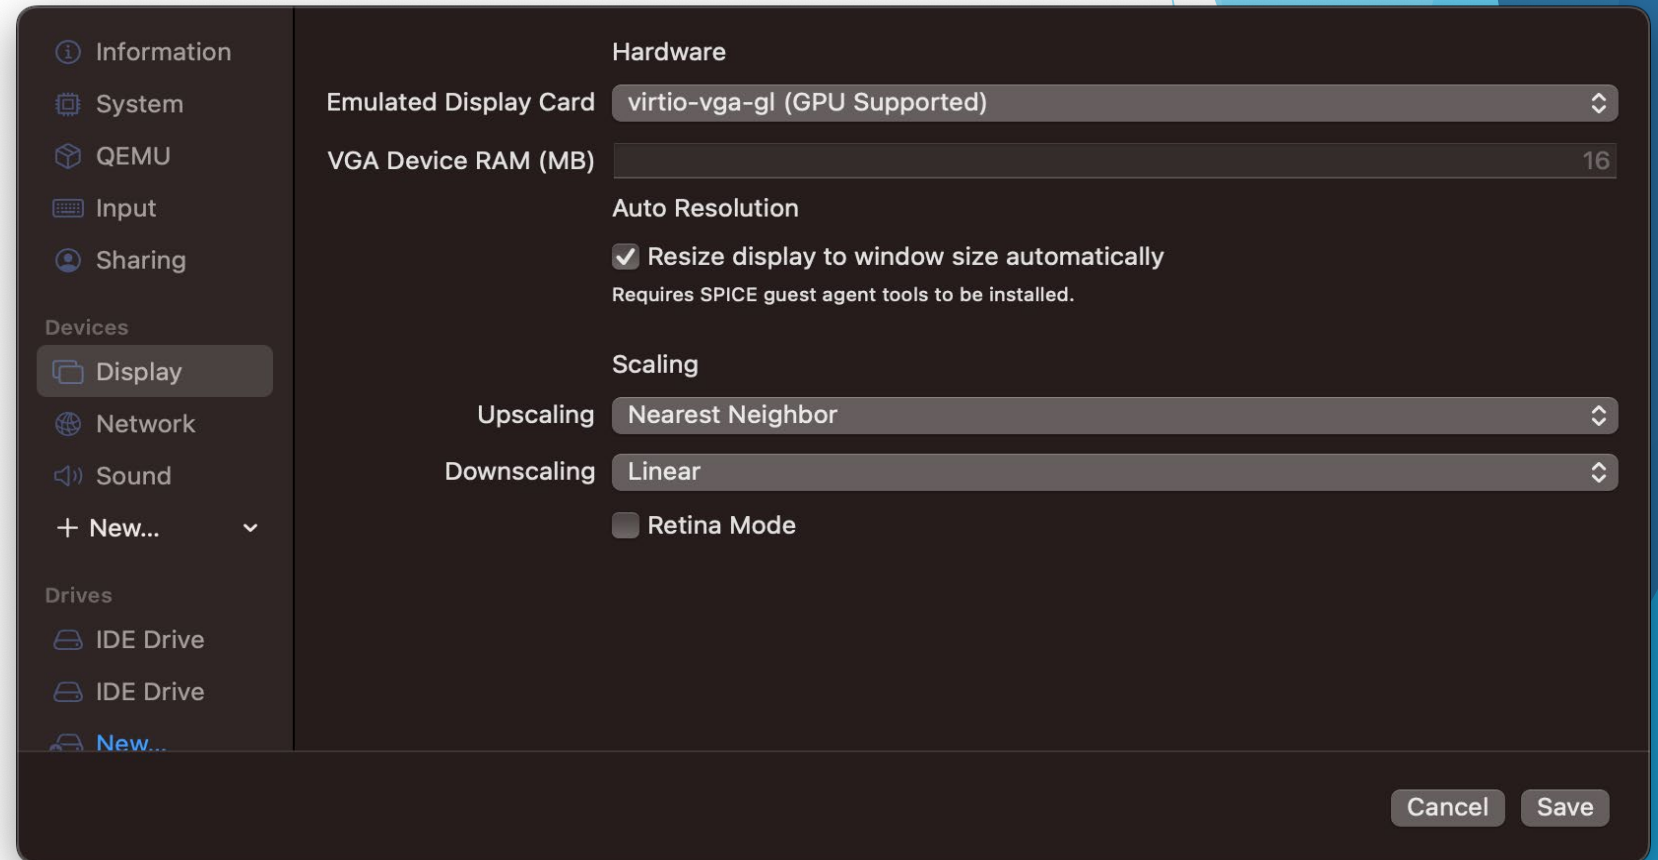 Information
System
QEMU
Input
Sharing
Devices
Display
Network
Sound
New...
Drives
IDE Drive
IDE Drive
New...
Hardware
Emulated Display Card virtio-vga-gl (GPU Supported)
VGA Device RAM (MB) 16
Auto Resolution
Resize display to window size automatically
Requires SPICE guest agent tools to be installed.
Scaling
Upscaling Nearest Neighbor
Downscaling Linear
Retina Mode
Cancel Save